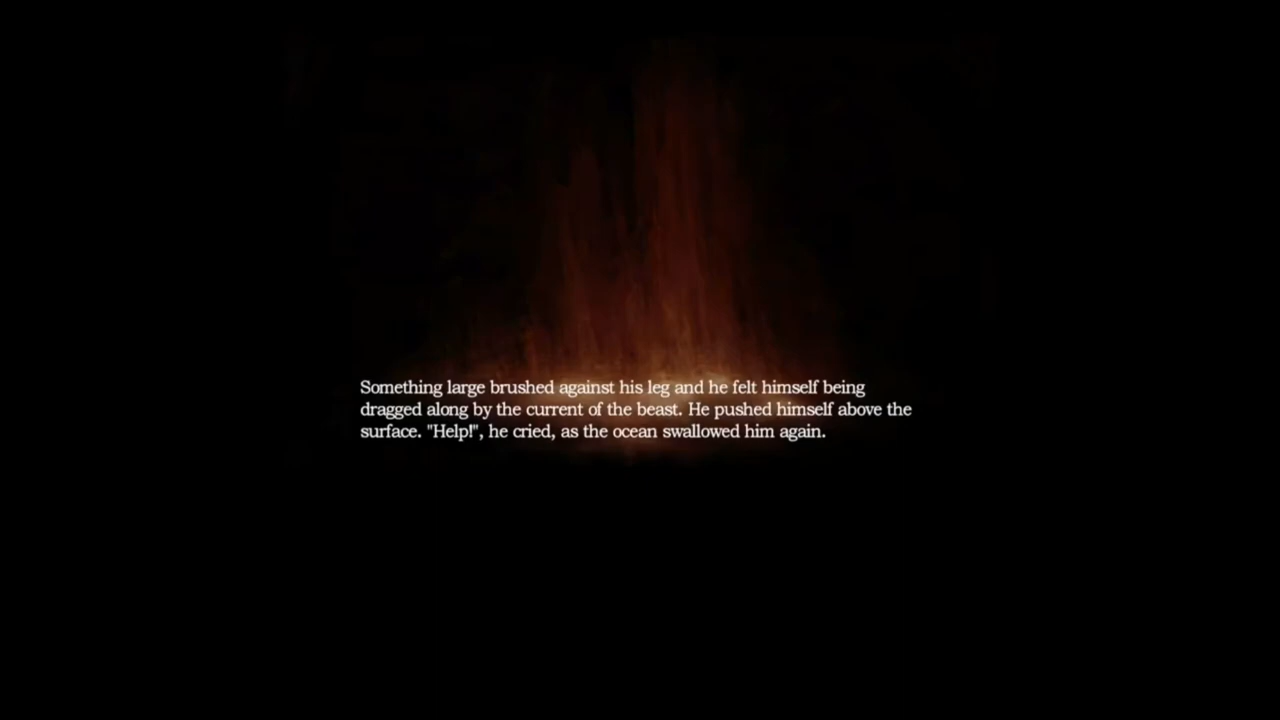 Something large brushed against his leg and he felt himself being
dragged along by the current of the beast. He pushed himself above the
surface. "Help!", he cried, as the ocean swallowed him again.